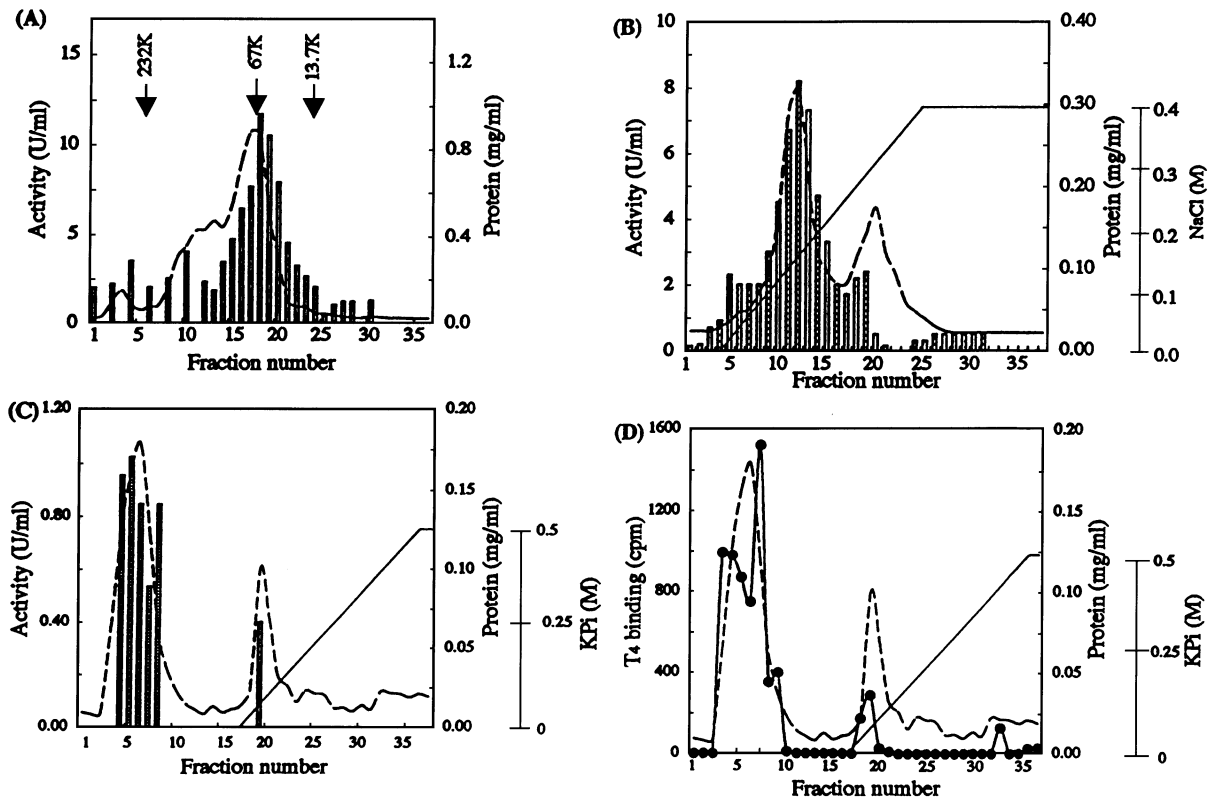 (A)
15
10
5
0
Activity (U/ml)
232K
67K
13.7K
1.2
0.8
0.4
0.0
Protein (mg/ml)
1 5 10 15 20 25 30 35
Fraction number
(B)
10
8
6
4
2
0
Activity (U/ml)
0.40
0.30
0.20
0.10
0.00
Protein (mg/ml)
0.4
0.3
0.2
0.1
0.0
NaCl (M)
1 5 10 15 20 25 30 35
Fraction number
(C)
1.20
0.80
0.40
0.00
Activity (U/ml)
0.20
0.15
0.10
0.05
0.00
Protein (mg/ml)
0.5
0.25
0
KPi (M)
1 5 10 15 20 25 30 35
Fraction number
(D)
1600
1200
800
400
0
T4 binding (cpm)
0.20
0.15
0.10
0.05
0.00
Protein (mg/ml)
0.5
0.25
0
KPi (M)
1 5 10 15 20 25 30 35
Fraction number